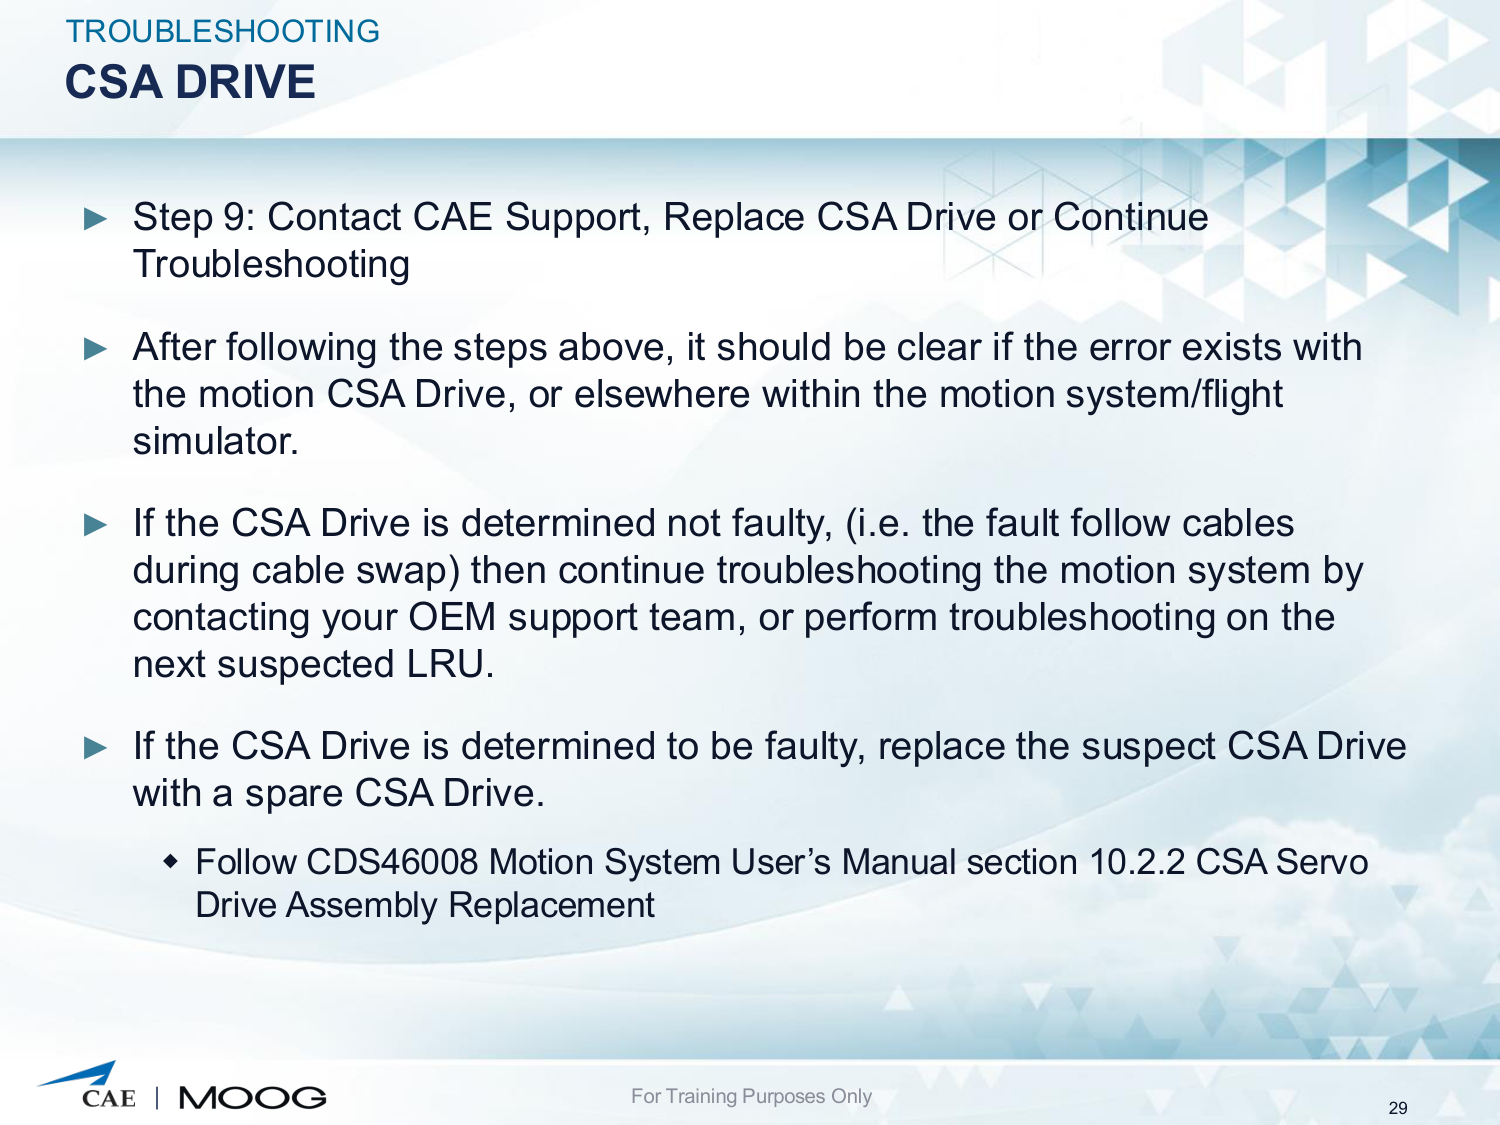 TROUBLESHOOTING
CSA DRIVE
► Step 9: Contact CAE Support, Replace CSA Drive or Continue
Troubleshooting
► After following the steps above, it should be clear if the error exists with
the motion CSA Drive, or elsewhere within the motion system/flight
simulator.
► If the CSA Drive is determined not faulty, (i.e. the fault follow cables
during cable swap) then continue troubleshooting the motion system by
contacting your OEM support team, or perform troubleshooting on the
next suspected LRU.
► If the CSA Drive is determined to be faulty, replace the suspect CSA Drive
with a spare CSA Drive.
◆ Follow CDS46008 Motion System User’s Manual section 10.2.2 CSA Servo
Drive Assembly Replacement
CAE | MOOG
For Training Purposes Only
29